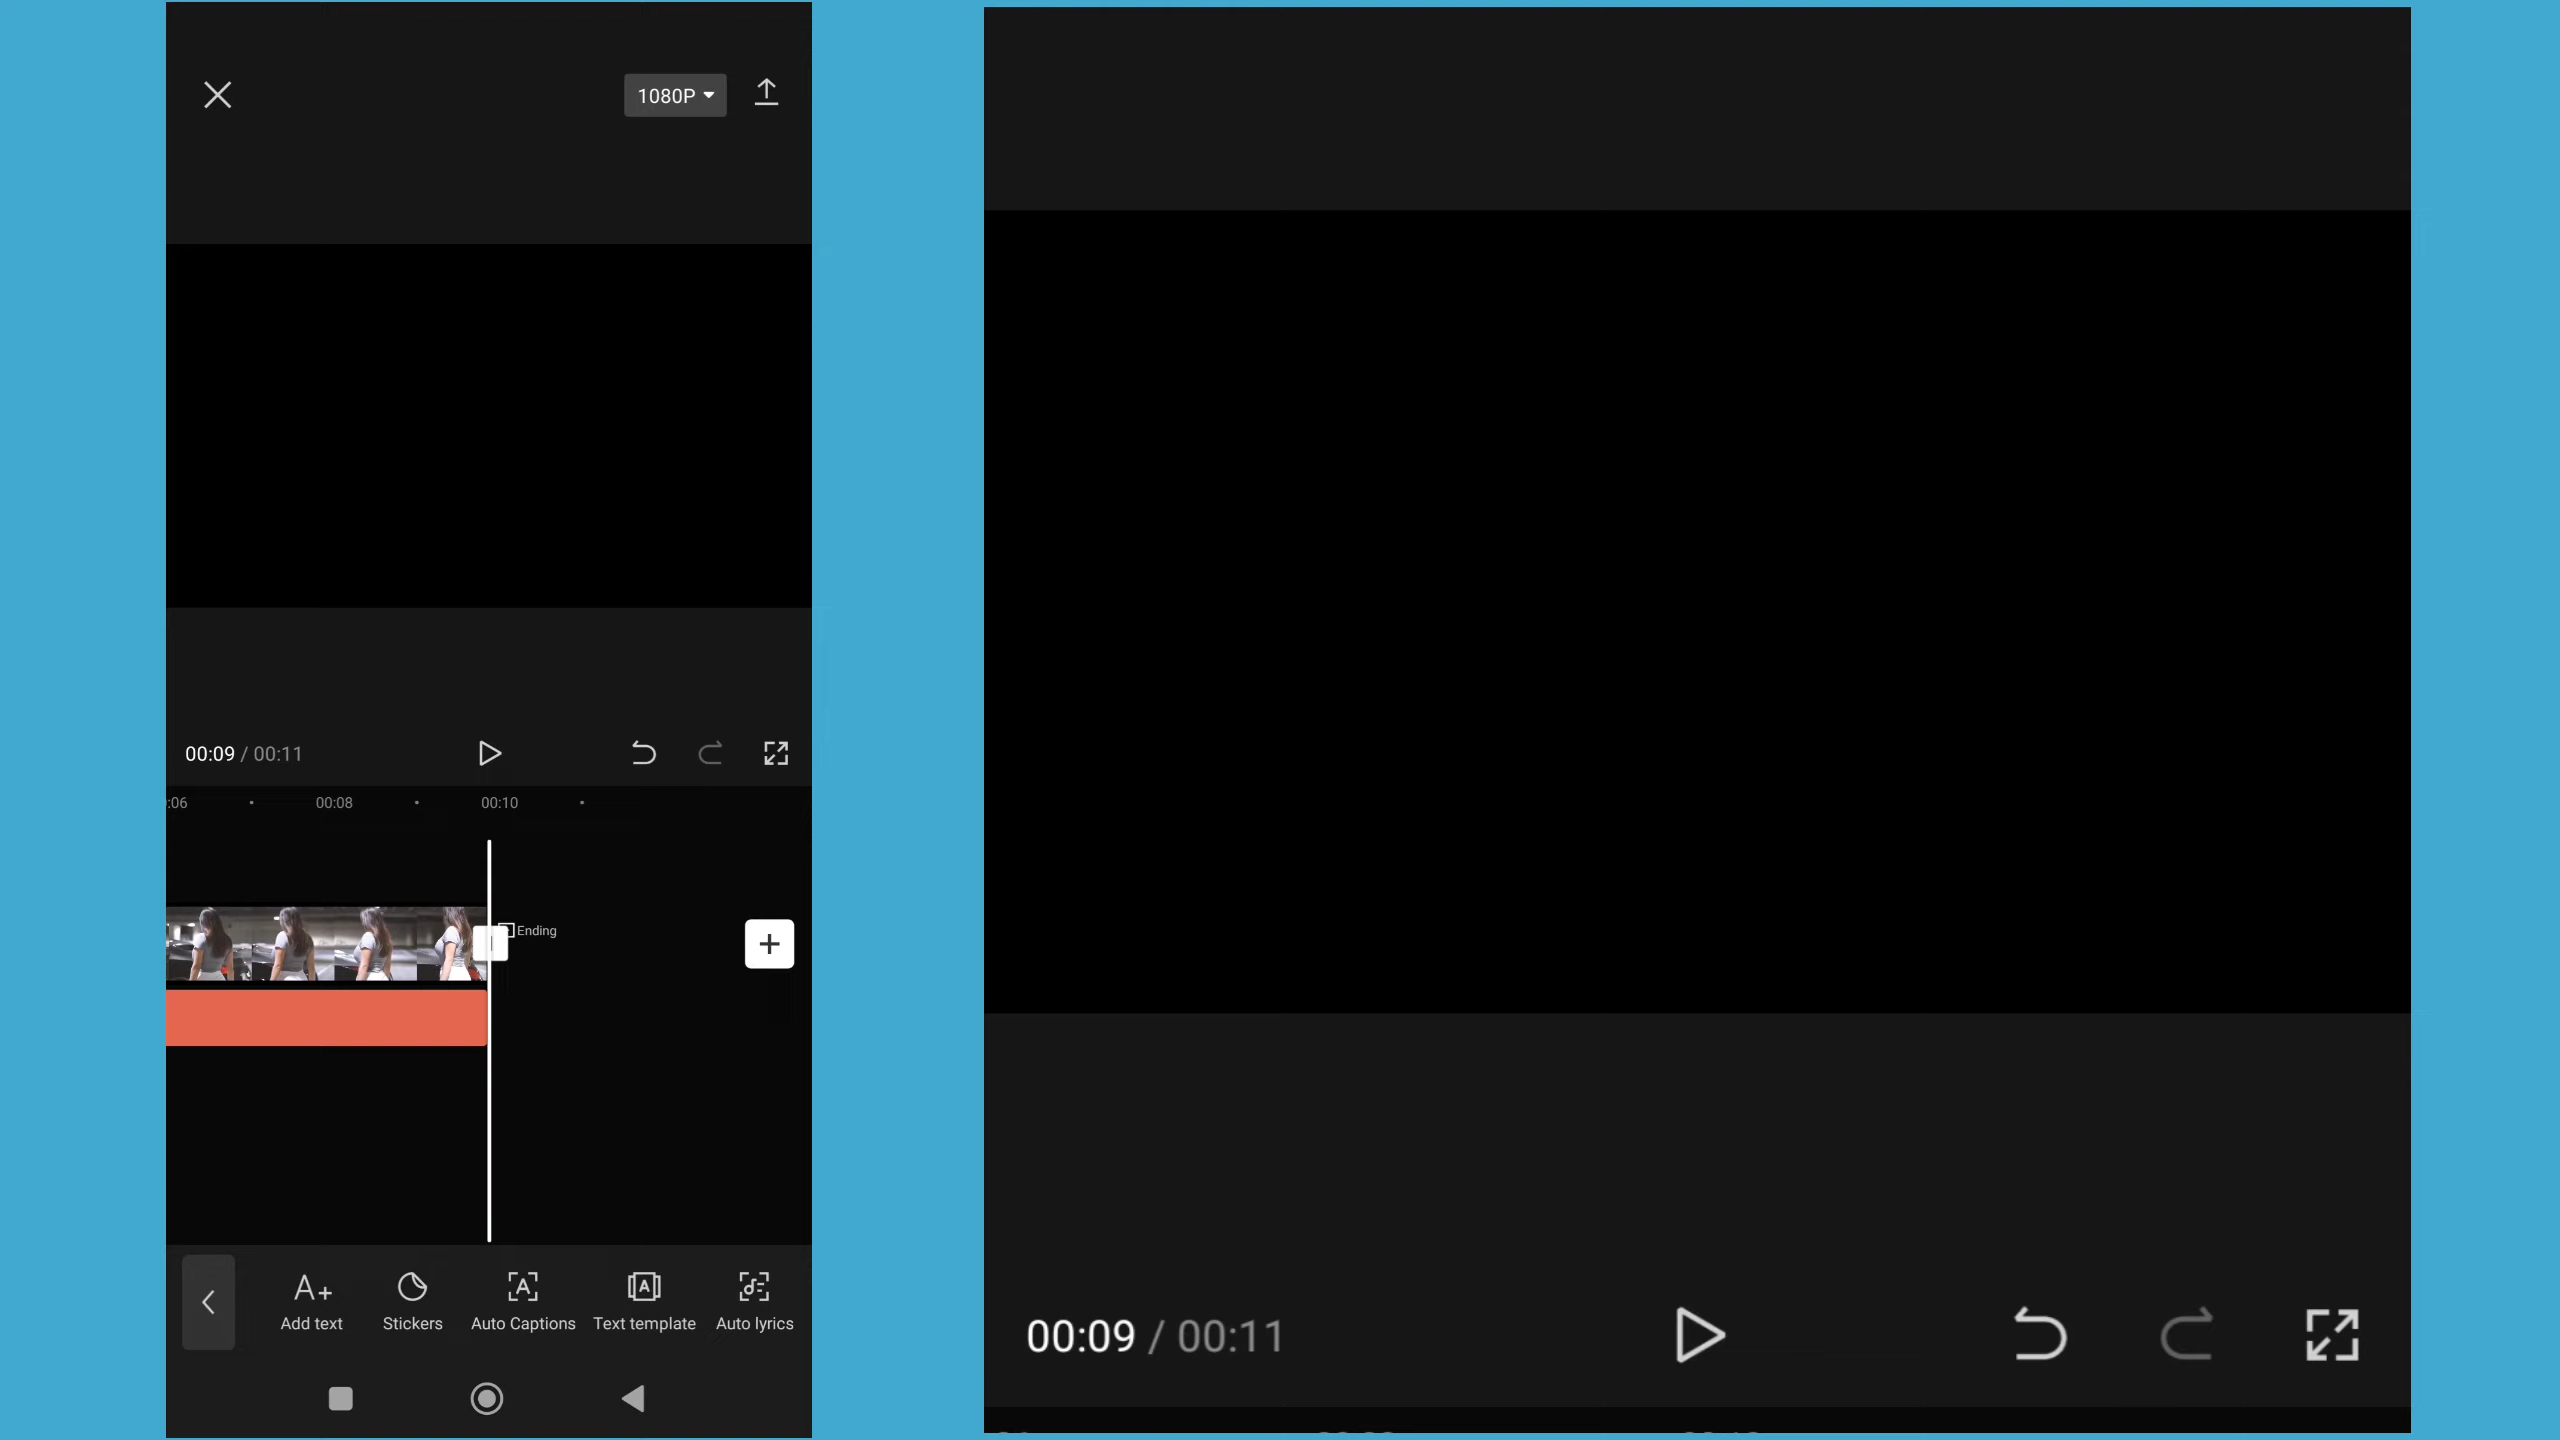 1080P
00:09 / 00:11
:06
00:08
00:10
Ending
Add text
Stickers
Auto Captions
Text template
Auto lyrics
00:09 / 00:11